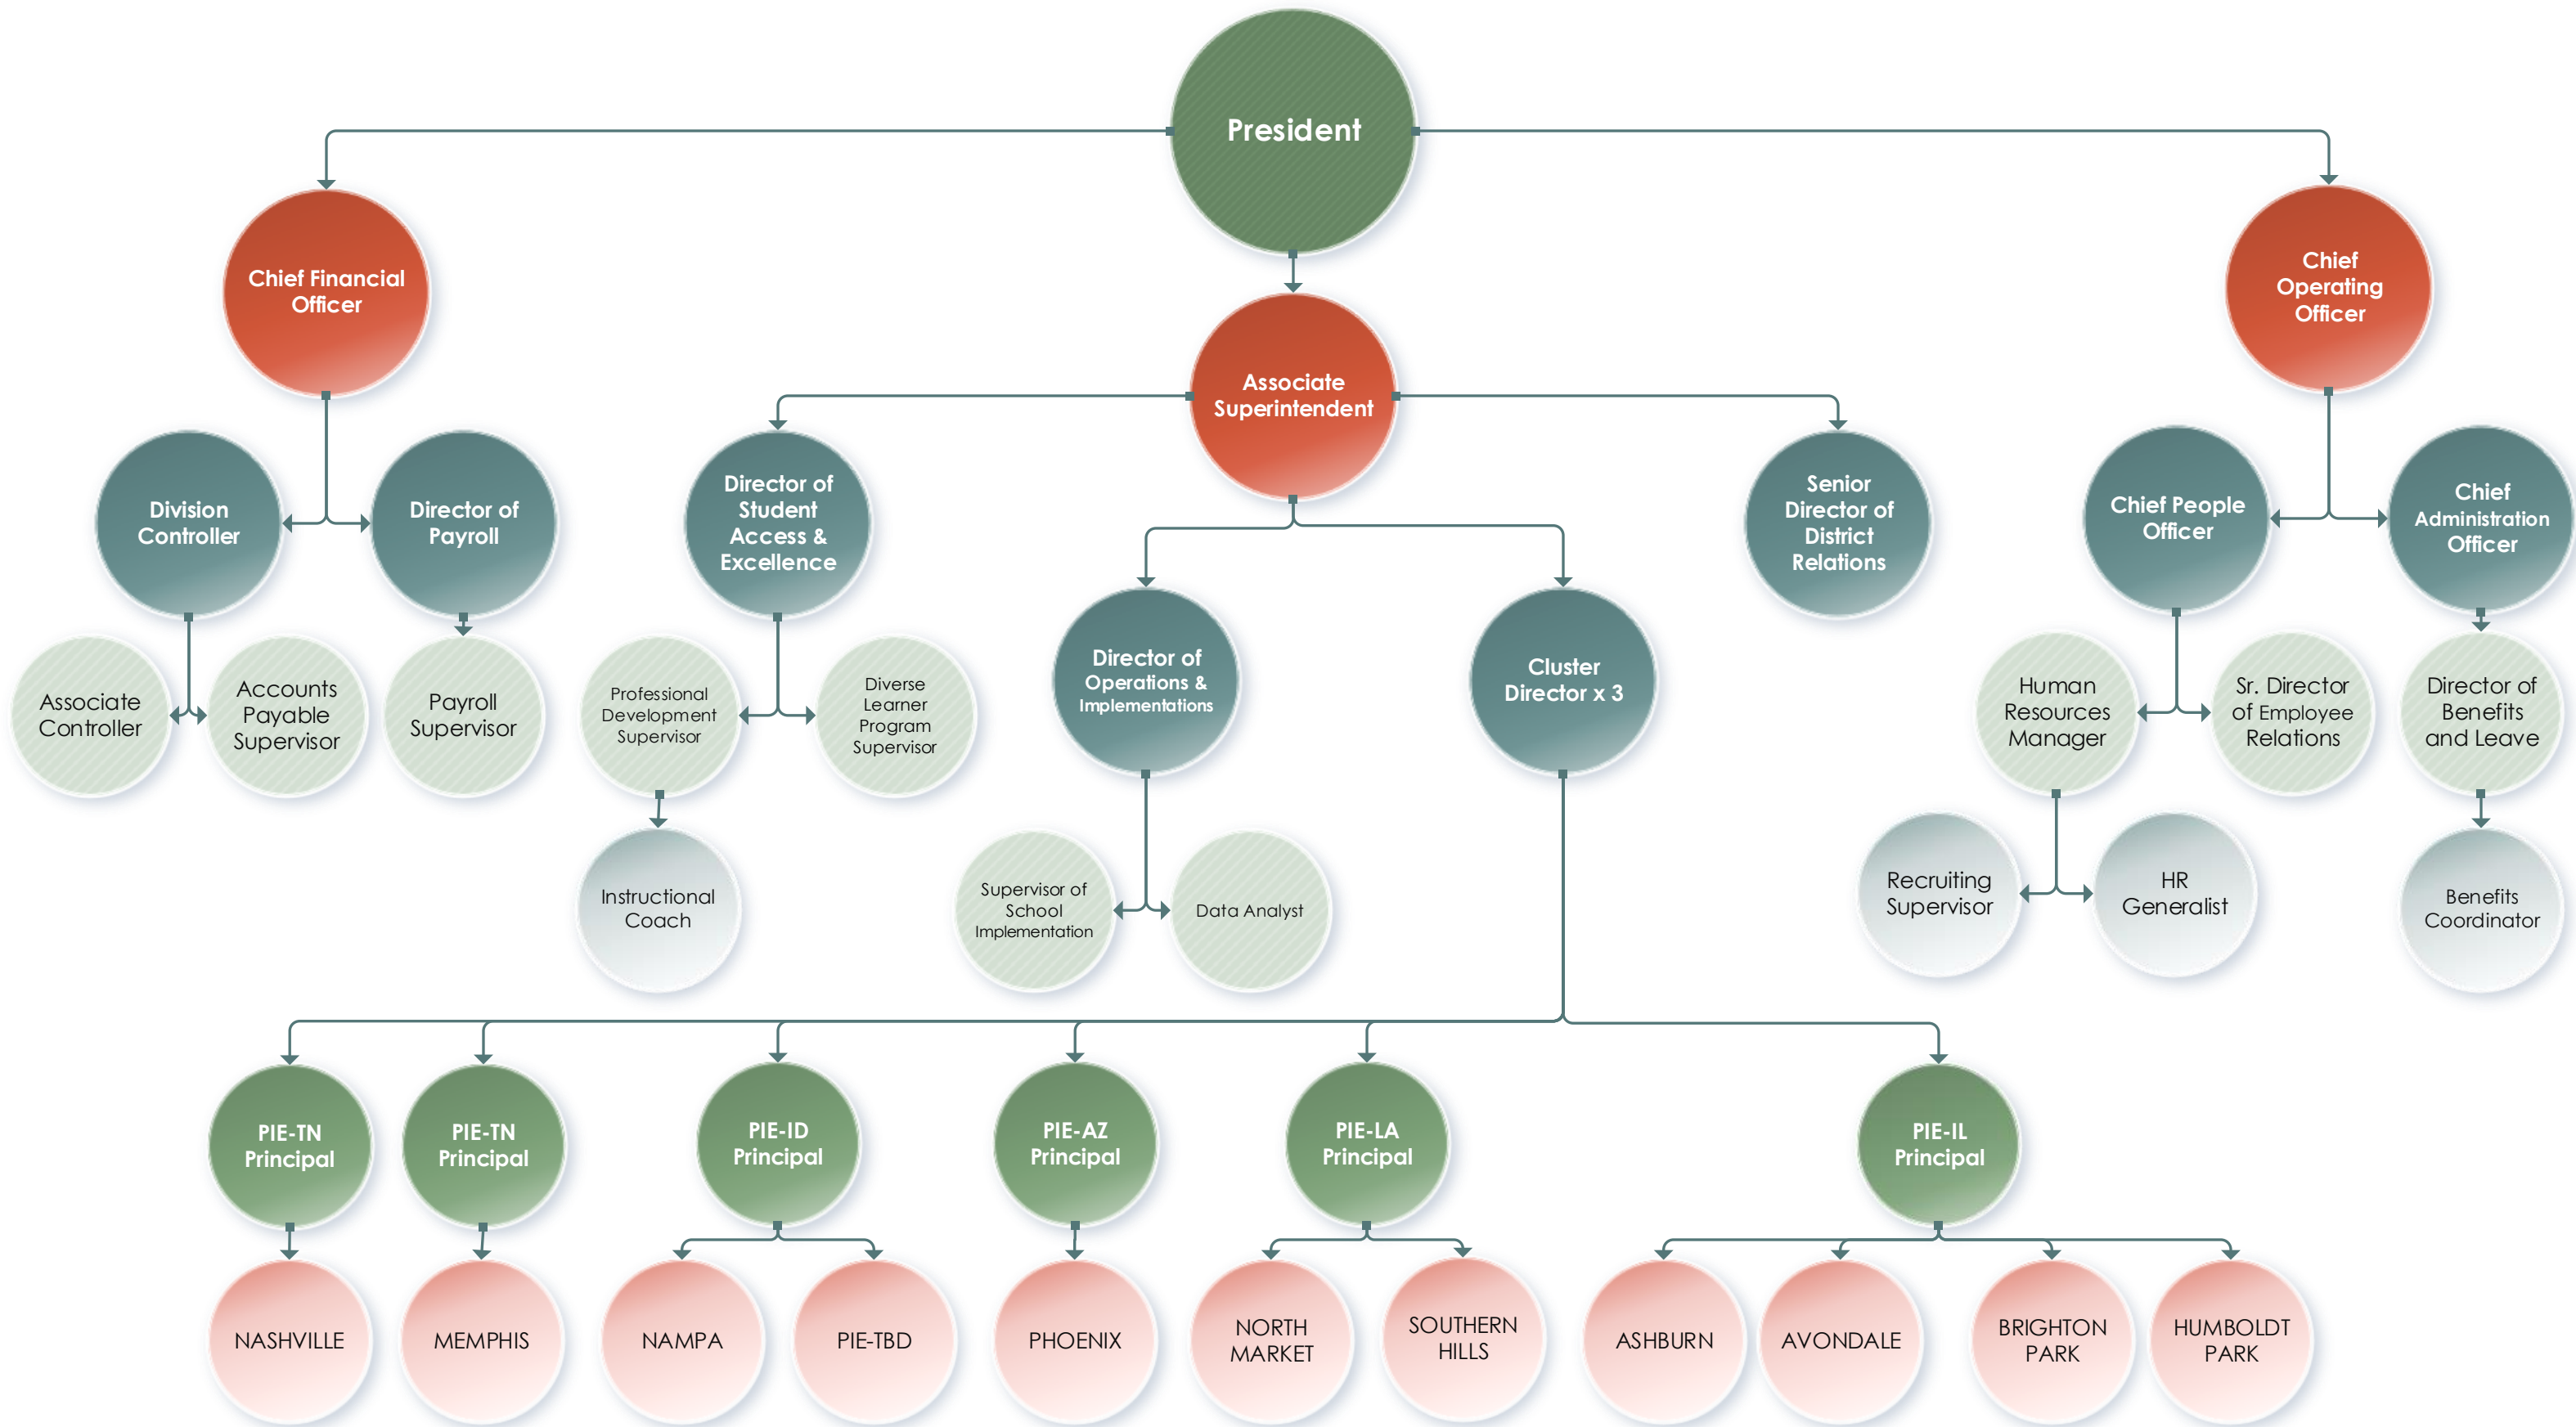 President
Chief Financial
Officer
Chief
Operating
Officer
Associate
Superintendent
Division
Controller
Director of
Payroll
Director of
Student
Access &
Excellence
Senior
Director of
District
Relations
Chief People
Officer
Chief
Administration
Officer
Director of
Operations &
Implementations
Cluster
Director x 3
Associate
Controller
Accounts
Payable
Supervisor
Payroll
Supervisor
Professional
Development
Supervisor
Diverse
Learner
Program
Supervisor
Human
Resources
Manager
Sr. Director
of Employee
Relations
Director of
Benefits
and Leave
Instructional
Coach
Supervisor of
School
Implementation
Data Analyst
Recruiting
Supervisor
HR
Generalist
Benefits
Coordinator
PIE-TN
Principal
PIE-TN
Principal
PIE-ID
Principal
PIE-AZ
Principal
PIE-LA
Principal
PIE-IL
Principal
NASHVILLE
MEMPHIS
NAMPA
PIE-TBD
PHOENIX
NORTH
MARKET
SOUTHERN
HILLS
ASHBURN
AVONDALE
BRIGHTON
PARK
HUMBOLDT
PARK